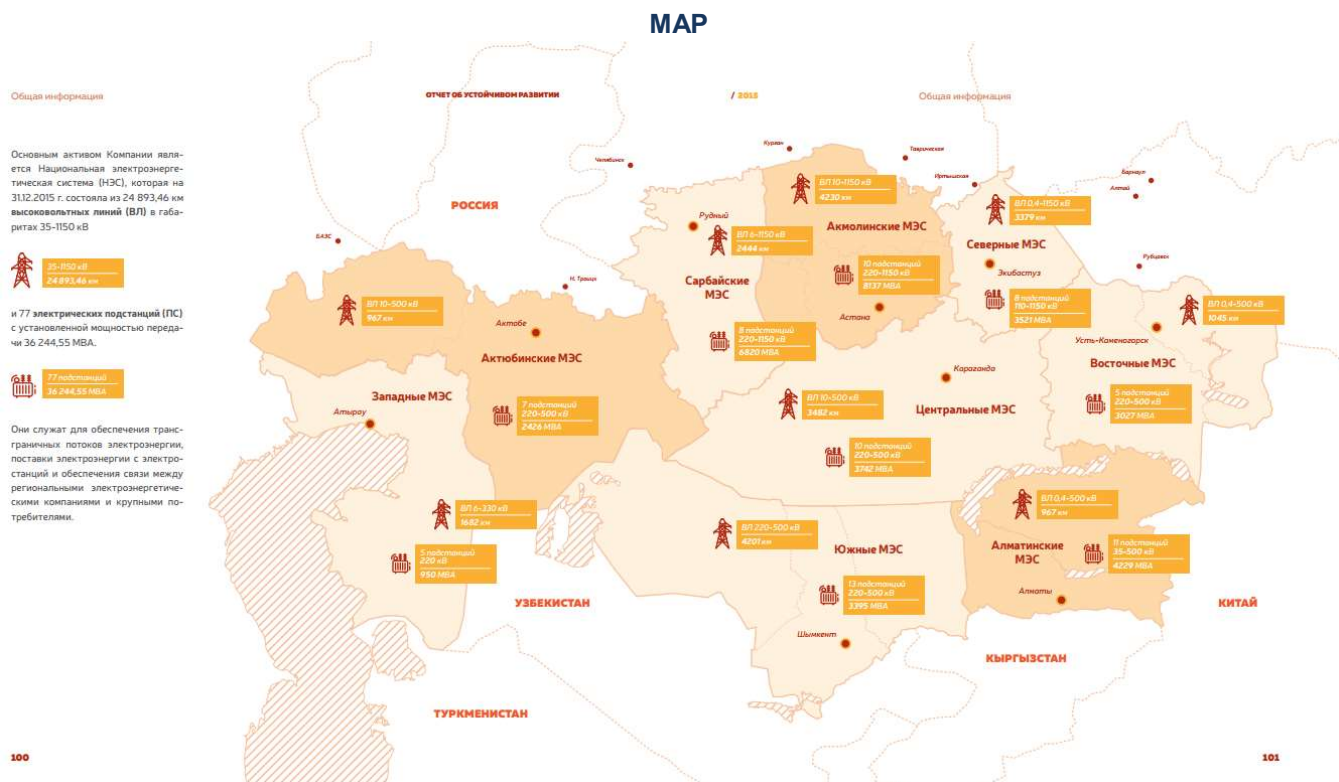 MAP
Общая информация
ОТЧЕТ ОБ УСТОЙЧИВОМ РАЗВИТИИ
/ 2015
Общая информация
Основным активом Компании явля-
ется Национальная электроэнерге-
тическая система (НЭС), которая на
31.12.2015 г. состояла из 24 893,46 км
высоковольтных линий (ВЛ) в габа-
ритах 35-1150 кВ
35-1150 кВ
24 893,46 км
и 77 электрических подстанций (ПС)
с установленной мощностью переда-
чи 36 244,55 МВА.
77 подстанций
36 244,55 МВА
Они служат для обеспечения транс-
граничных потоков электроэнергии,
поставки электроэнергии с электро-
станций и обеспечения связи между
региональными электроэнергетиче-
скими компаниями и крупными по-
требителями.
РОССИЯ
БАЭС
Челябинск
Н. Троицк
Курган
Таврическая
Иртышская
Барнаул
Алтай
Рубцовск
ВЛ 10-500 кВ
967 км
Актобе
Актюбинские МЭС
7 подстанций
220-500 кВ
2426 МВА
Западные МЭС
Атырау
ВЛ 6-330 кВ
1682 км
5 подстанций
220 кВ
950 МВА
Рудный
ВЛ 6-1150 кВ
2444 км
Сарбайские
МЭС
8 подстанций
220-1150 кВ
6820 МВА
ВЛ 10-1150 кВ
4230 км
Акмолинские МЭС
10 подстанций
220-1150 кВ
8137 МВА
Астана
ВЛ 0,4-1150 кВ
3379 км
Северные МЭС
Экибастуз
8 подстанций
110-1150 кВ
3521 МВА
ВЛ 0,4-500 кВ
1045 км
Усть-Каменогорск
Восточные МЭС
5 подстанций
220-500 кВ
3027 МВА
Караганда
ВЛ 10-500 кВ
3482 км
Центральные МЭС
10 подстанций
220-500 кВ
3742 МВА
ВЛ 220-500 кВ
4201 км
Южные МЭС
13 подстанций
220-500 кВ
3395 МВА
Шымкент
ВЛ 0,4-500 кВ
967 км
Алматинские
МЭС
11 подстанций
35-500 кВ
4229 МВА
Алматы
УЗБЕКИСТАН
КИТАЙ
КЫРГЫЗСТАН
ТУРКМЕНИСТАН
100
101